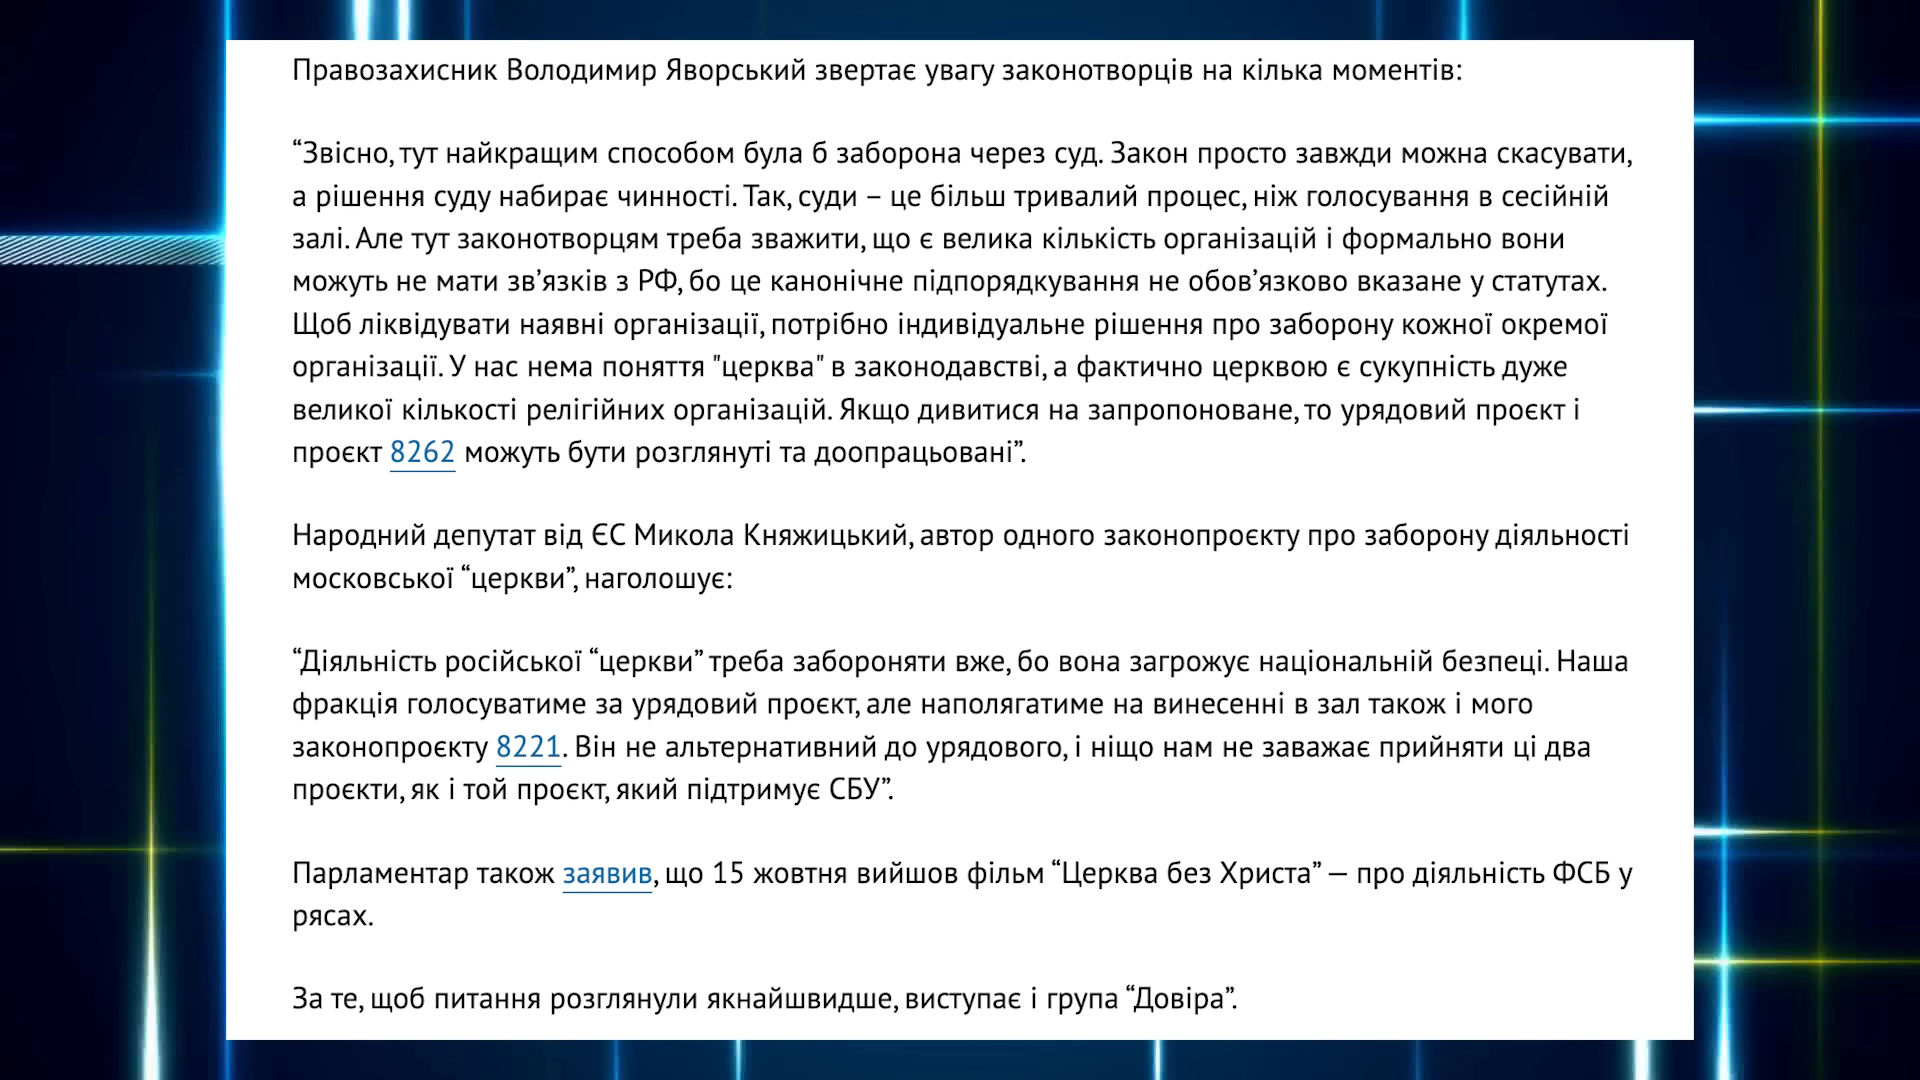 Правозахисник Володимир Яворський звертає увагу законотворців на кілька моментів:
“Звісно, тут найкращим способом була б заборона через суд. Закон просто завжди можна скасувати,
а рішення суду набирає чинності. Так, суди – це більш тривалий процес, ніж голосування в сесійній
залі. Але тут законотворцям треба зважити, що є велика кількість організацій і формально вони
можуть не мати зв’язків з РФ, бо це канонічне підпорядкування не обов’язково вказане у статутах.
Щоб ліквідувати наявні організації, потрібно індивідуальне рішення про заборону кожної окремої
організації. У нас нема поняття "церква" в законодавстві, а фактично церквою є сукупність дуже
великої кількості релігійних організацій. Якщо дивитися на запропоноване, то урядовий проєкт і
проєкт 8262 можуть бути розглянуті та доопрацьовані”.
Народний депутат від ЄС Микола Княжицький, автор одного законопроєкту про заборону діяльності
московської “церкви”, наголошує:
“Діяльність російської “церкви” треба забороняти вже, бо вона загрожує національній безпеці. Наша
фракція голосуватиме за урядовий проєкт, але наполягатиме на винесенні в зал також і мого
законопроєкту 8221. Він не альтернативний до урядового, і ніщо нам не заважає прийняти ці два
проєкти, як і той проєкт, який підтримує СБУ”.
Парламентар також заявив, що 15 жовтня вийшов фільм “Церква без Христа” — про діяльність ФСБ у
рясах.
За те, щоб питання розглянули якнайшвидше, виступає і група “Довіра”.